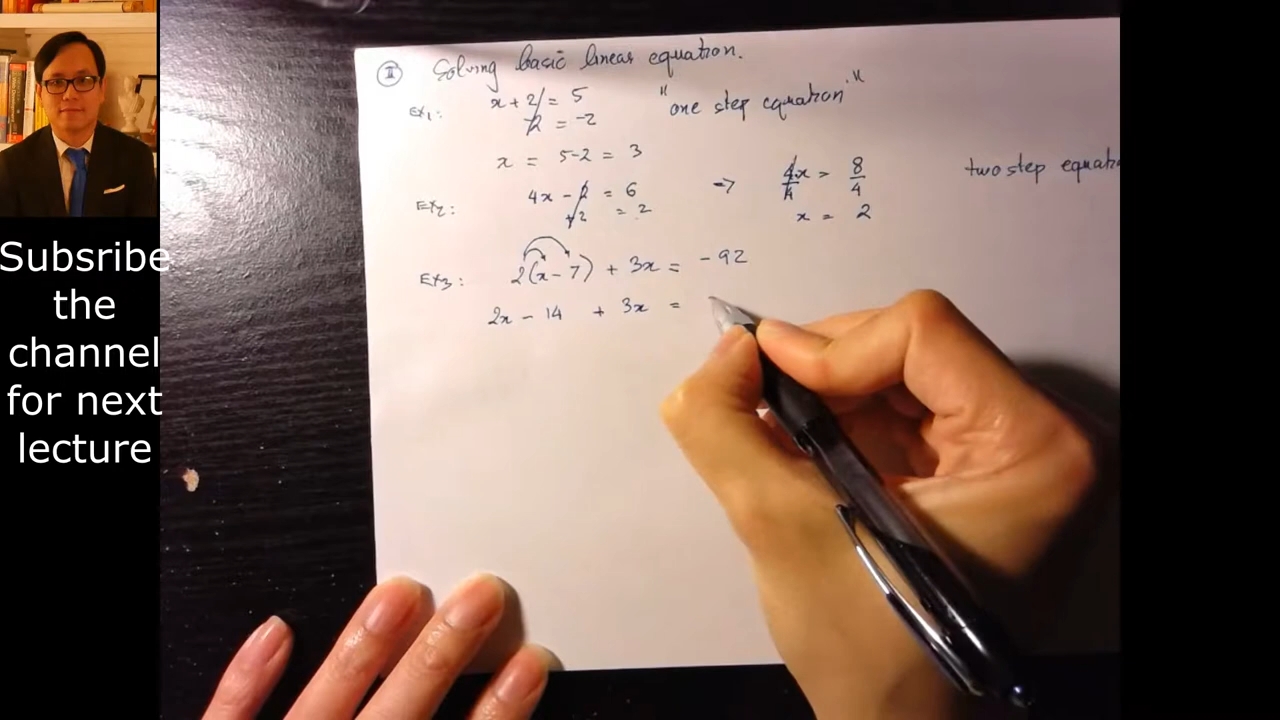 Subsribe
the
channel
for next
lecture
II Solving basic linear equation.
Ex1: x + 2 = 5 "one step equation"
-2 = -2
x = 5-2 = 3
Ex2: 4x - 2 = 6 => 4x = 8 two step equati
+2 = 2 4 4
x = 2
Ex3: 2(x - 7) + 3x = -92
2x - 14 + 3x =